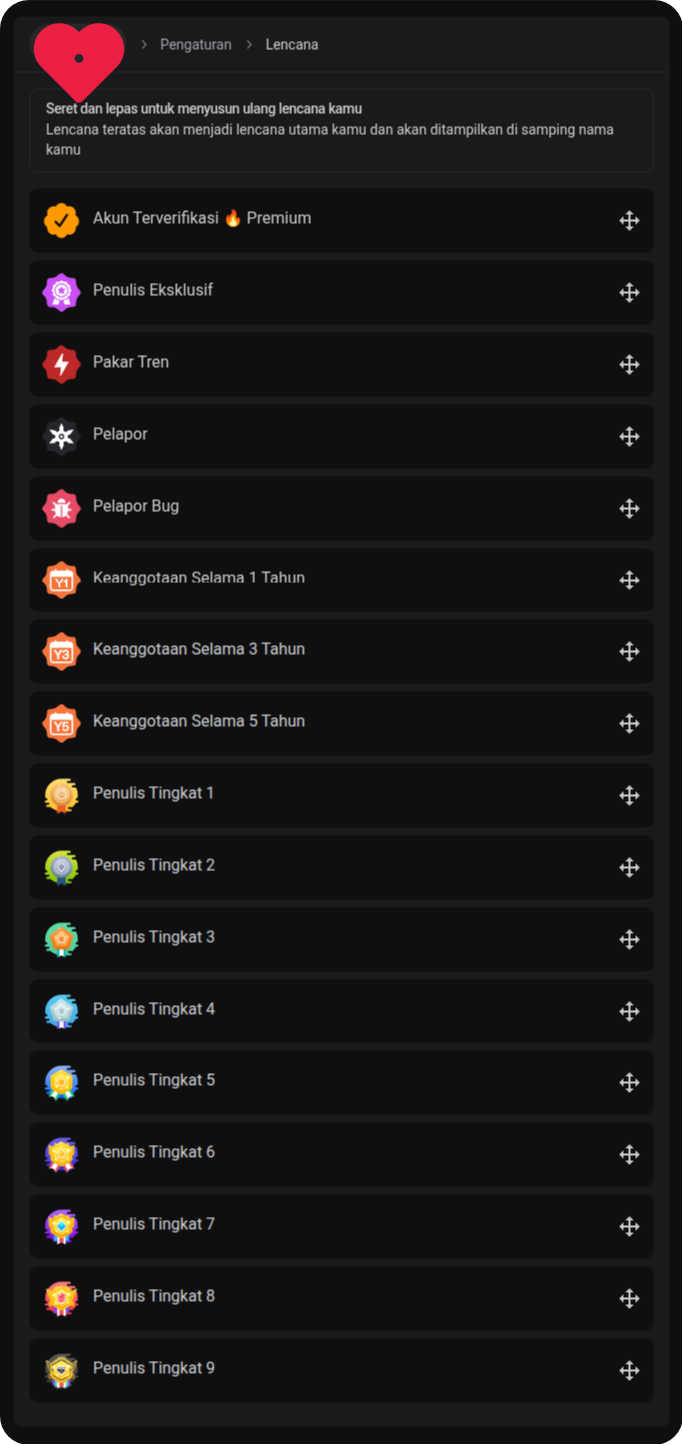 Pengaturan Lencana
Seret dan lepas untuk menyusun ulang lencana kamu
Lencana teratas akan menjadi lencana utama kamu dan akan ditampilkan di samping nama
kamu
Akun Terverifikasi 🔥 Premium
Penulis Eksklusif
Pakar Tren
Pelapor
Pelapor Bug
Y1 Keanggotaan Selama 1 Tahun
Y3 Keanggotaan Selama 3 Tahun
Y5 Keanggotaan Selama 5 Tahun
Penulis Tingkat 1
Penulis Tingkat 2
Penulis Tingkat 3
Penulis Tingkat 4
Penulis Tingkat 5
Penulis Tingkat 6
Penulis Tingkat 7
Penulis Tingkat 8
Penulis Tingkat 9